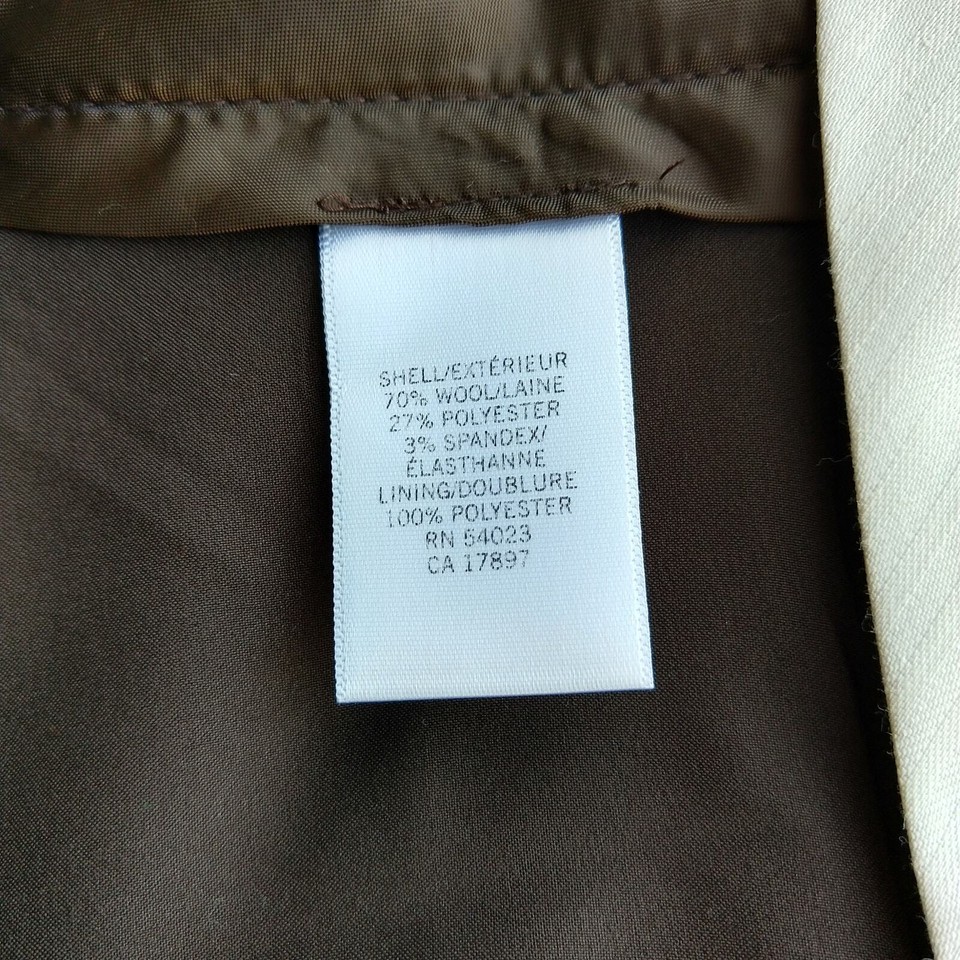 SHELL/EXTÉRIEUR
70% WOOL/LAINE
27% POLYESTER
3% SPANDEX/
ÉLASTHANNE
LINING/DOUBLURE
100% POLYESTER
RN 54023
CA 17897